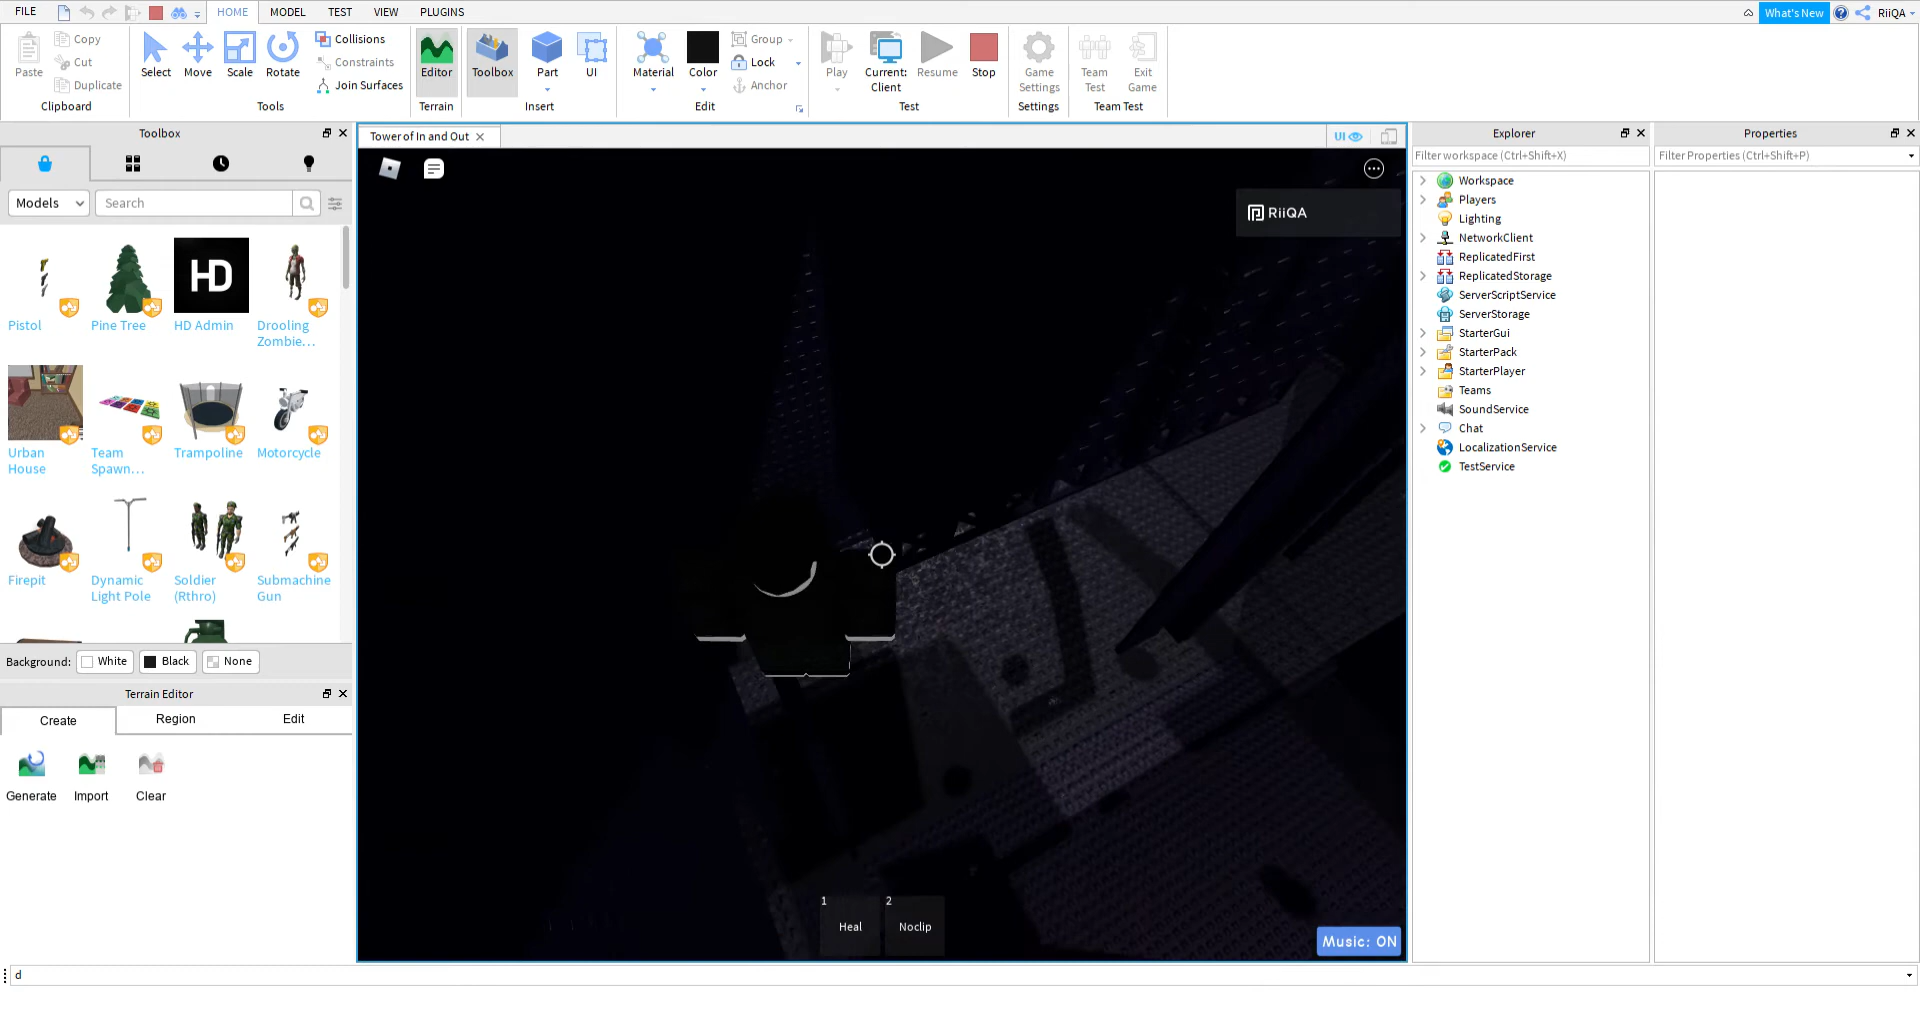 FILE HOME MODEL TEST VIEW PLUGINS What's New RiiQA
Paste Copy Cut Duplicate Clipboard
Select Move Scale Rotate Collisions Constraints Join Surfaces Tools
Editor Terrain
Toolbox Part UI Insert
Material Color Group Lock Anchor Edit
Play Current: Client Resume Stop Test
Game Settings Settings
Team Test Exit Game Team Test
Toolbox
Models Search
Pistol Pine Tree HD HD Admin Drooling Zombie...
Urban House Team Spawn... Trampoline Motorcycle
Firepit Dynamic Light Pole Soldier (Rthro) Submachine Gun
Background: White Black None
Terrain Editor
Create Region Edit
Generate Import Clear
Tower of In and Out UI
RiiQA
1 Heal 2 Noclip
Music: ON
Explorer
Filter workspace (Ctrl+Shift+X)
Workspace
Players
Lighting
NetworkClient
ReplicatedFirst
ReplicatedStorage
ServerScriptService
ServerStorage
StarterGui
StarterPack
StarterPlayer
Teams
SoundService
Chat
LocalizationService
TestService
Properties
Filter Properties (Ctrl+Shift+P)
d